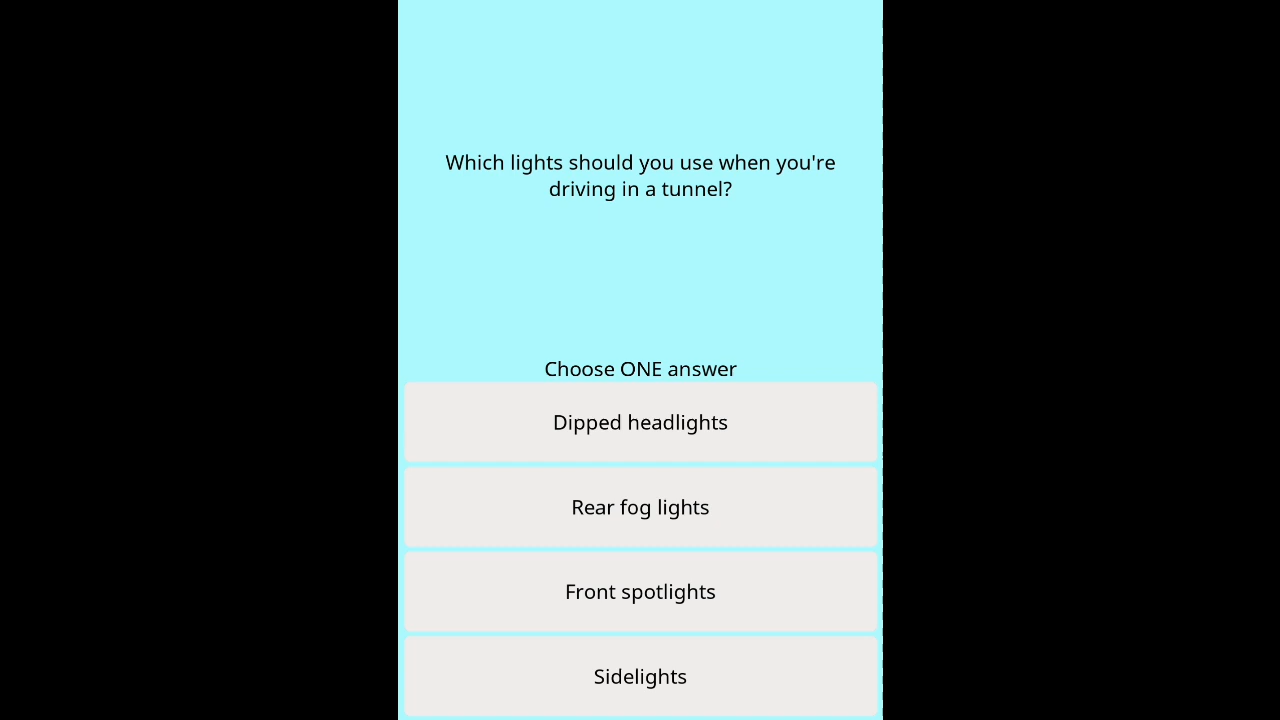 Which lights should you use when you're
driving in a tunnel?
Choose ONE answer
Dipped headlights
Rear fog lights
Front spotlights
Sidelights